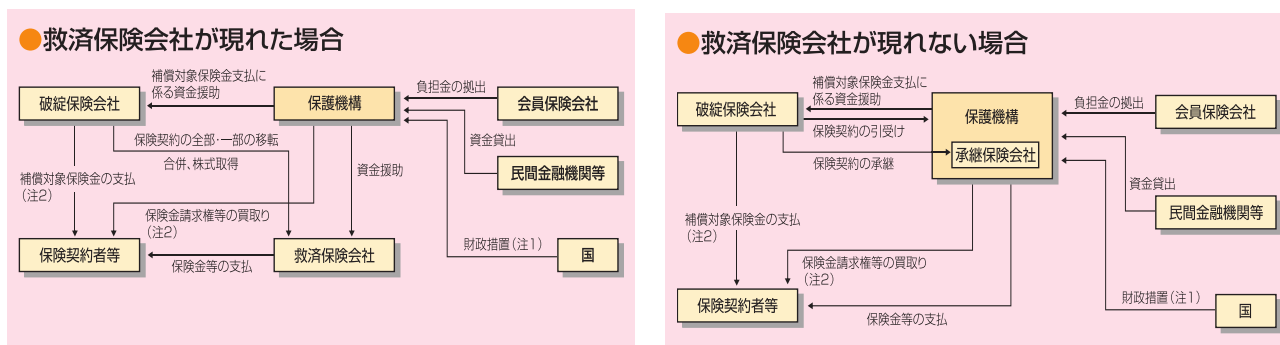 ●救済保険会社が現れた場合
補償対象保険金支払に
係る資金援助
負担金の拠出
破綻保険会社
保護機構
会員保険会社
保険契約の全部・一部の移転
合併、株式取得
資金貸出
資金援助
民間金融機関等
補償対象保険金の支払
（注2）
保険金請求権等の買取り
（注2）
財政措置（注1）
保険契約者等
保険金等の支払
救済保険会社
国
●救済保険会社が現れない場合
補償対象保険金支払に
係る資金援助
負担金の拠出
破綻保険会社
保護機構
会員保険会社
保険契約の引受け
承継保険会社
保険契約の承継
資金貸出
民間金融機関等
補償対象保険金の支払
（注2）
保険金請求権等の買取り
（注2）
財政措置（注1）
保険契約者等
保険金等の支払
国